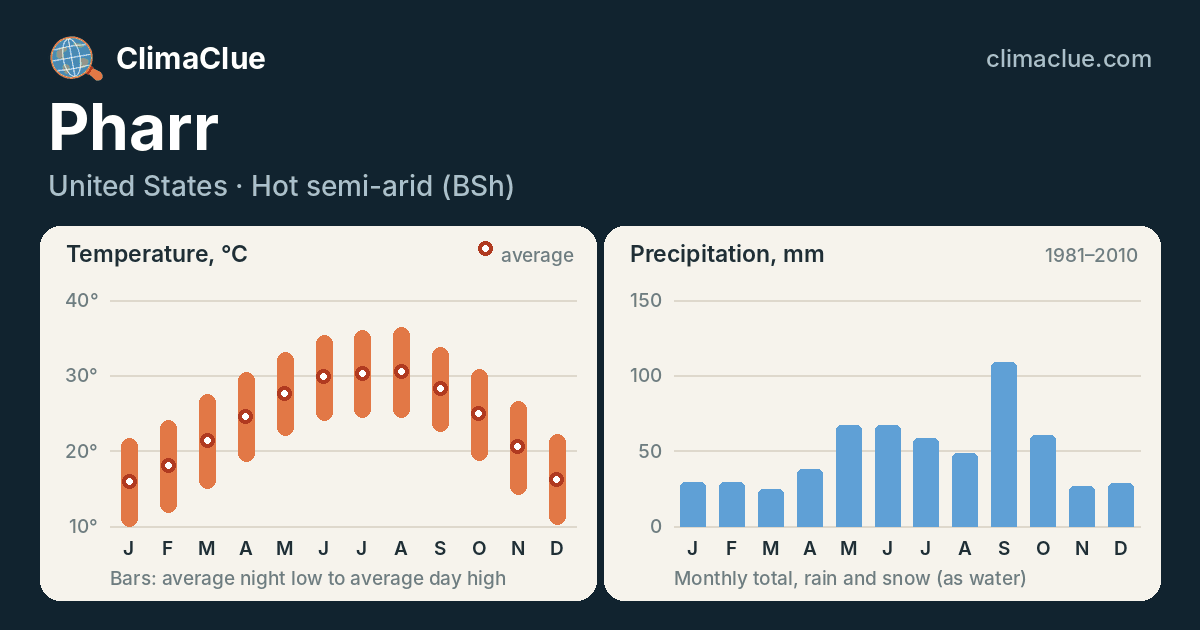 ClimaClue
climaclue.com
Pharr
United States · Hot semi-arid (BSh)
Temperature, °C
average
40°
30°
20°
10°
J F M A M J J A S O N D
Bars: average night low to average day high
Precipitation, mm
1981–2010
150
100
50
0
J F M A M J J A S O N D
Monthly total, rain and snow (as water)